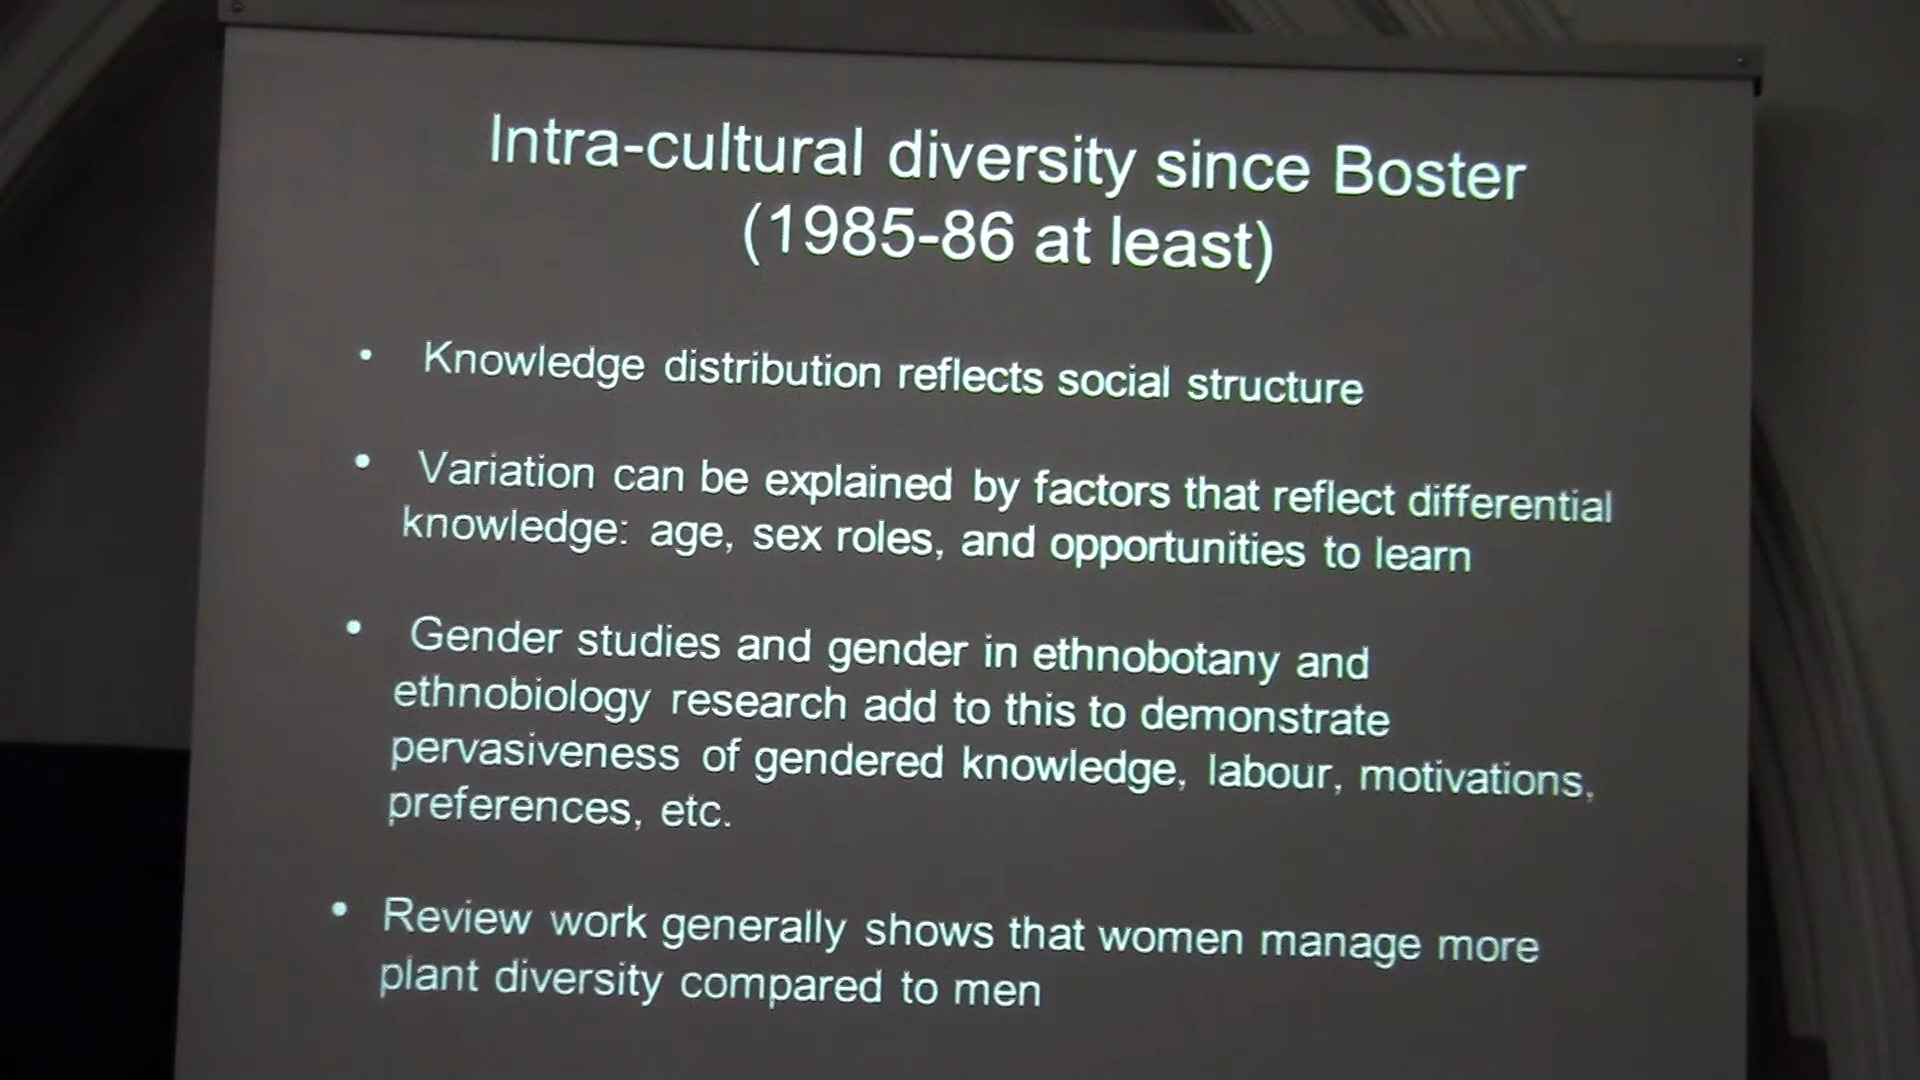 Intra-cultural diversity since Boster
(1985-86 at least)
• Knowledge distribution reflects social structure
• Variation can be explained by factors that reflect differential
knowledge: age, sex roles, and opportunities to learn
• Gender studies and gender in ethnobotany and
ethnobiology research add to this to demonstrate
pervasiveness of gendered knowledge, labour, motivations,
preferences, etc.
• Review work generally shows that women manage more
plant diversity compared to men